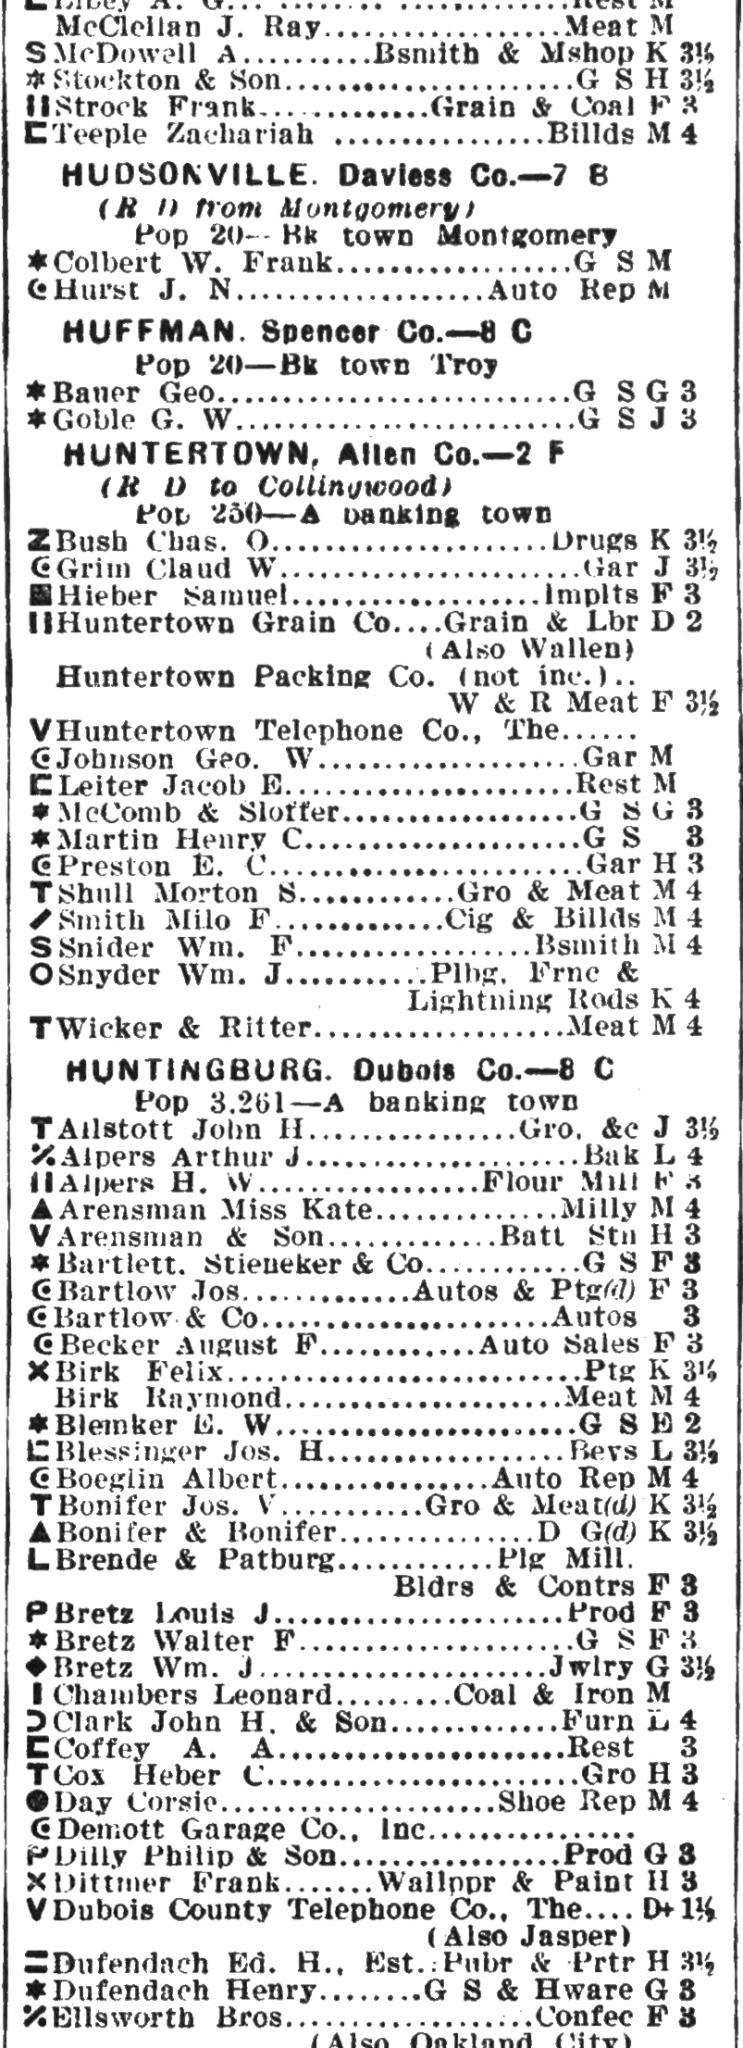 Libey A. G. Rest M
McClellan J. Ray..................Meat M
S McDowell A..........Bsmith & Mshop K 3½
* Stockton & Son......................G S H 3½
Strock Frank.............Grain & Coal F 3
Teeple Zachariah ................Billds M 4
HUDSONVILLE. Daviess Co.—7 B
(R D from Montgomery)
Pop 20—Bk town Montgomery
* Colbert W. Frank..................G S M
Hurst J. N...................Auto Rep M
HUFFMAN. Spencer Co.—8 C
Pop 20—Bk town Troy
* Bauer Geo...........................G S G 3
* Goble G. W..........................G S J 3
HUNTERTOWN, Allen Co.—2 F
(R D to Collingwood)
Pop 250—A banking town
Z Bush Chas. O.....................Drugs K 3½
Grim Claud W.......................Gar J 3½
Hieber Samuel...................Implts F 3
Huntertown Grain Co....Grain & Lbr D 2
(Also Wallen)
Huntertown Packing Co. (not inc.)..
W & R Meat F 3½
V Huntertown Telephone Co., The......
Johnson Geo. W....................Gar M
Leiter Jacob E......................Rest M
* McComb & Sloffer..................G S G 3
* Martin Henry C.....................G S 3
Preston E. C........................Gar H 3
T Shull Morton S............Gro & Meat M 4
Smith Milo F.............Cig & Billds M 4
S Snider Wm. F..................Bsmith M 4
O Snyder Wm. J...........Plbg, Frnc &
Lightning Rods K 4
T Wicker & Ritter...................Meat M 4
HUNTINGBURG. Dubois Co.—8 C
Pop 3,261—A banking town
T Allstott John H................Gro, &c J 3½
Alpers Arthur J.....................Bak L 4
Alpers H. W.................Flour Mill F 3
▲ Arensman Miss Kate..............Milly M 4
V Arensman & Son.............Batt Stn H 3
* Bartlett. Stieneker & Co...........G S F 3
Bartlow Jos.............Autos & Ptg(d) F 3
Bartlow & Co.....................Autos 3
Becker August F............Auto Sales F 3
X Birk Felix...........................Ptg K 3½
Birk Raymond.....................Meat M 4
* Blemker E. W.......................G S E 2
Blessinger Jos. H..................Bevs L 3½
Boeglin Albert................Auto Rep M 4
T Bonifer Jos. V...........Gro & Meat(d) K 3½
▲ Bonifer & Bonifer...............D G(d) K 3½
L Brende & Patburg............Plg Mill.
Bldrs & Contrs F 3
P Bretz Louis J......................Prod F 3
* Bretz Walter F.....................G S F 3
◆ Bretz Wm. J......................Jwlry G 3½
Chambers Leonard.........Coal & Iron M
Clark John H. & Son.............Furn L 4
Coffey A. A......................Rest 3
T Cox Heber C........................Gro H 3
Day Corsie.....................Shoe Rep M 4
Demott Garage Co., Inc...............
P Dilly Philip & Son.................Prod G 3
X Dittmer Frank.......Wallppr & Paint H 3
V Dubois County Telephone Co., The.... D+ 1½
(Also Jasper)
Dufendach Ed. H., Est. Pubr & Prtr H 3½
* Dufendach Henry........G S & Hware G 3
Ellsworth Bros...................Confec F 3
(Also Oakland City)